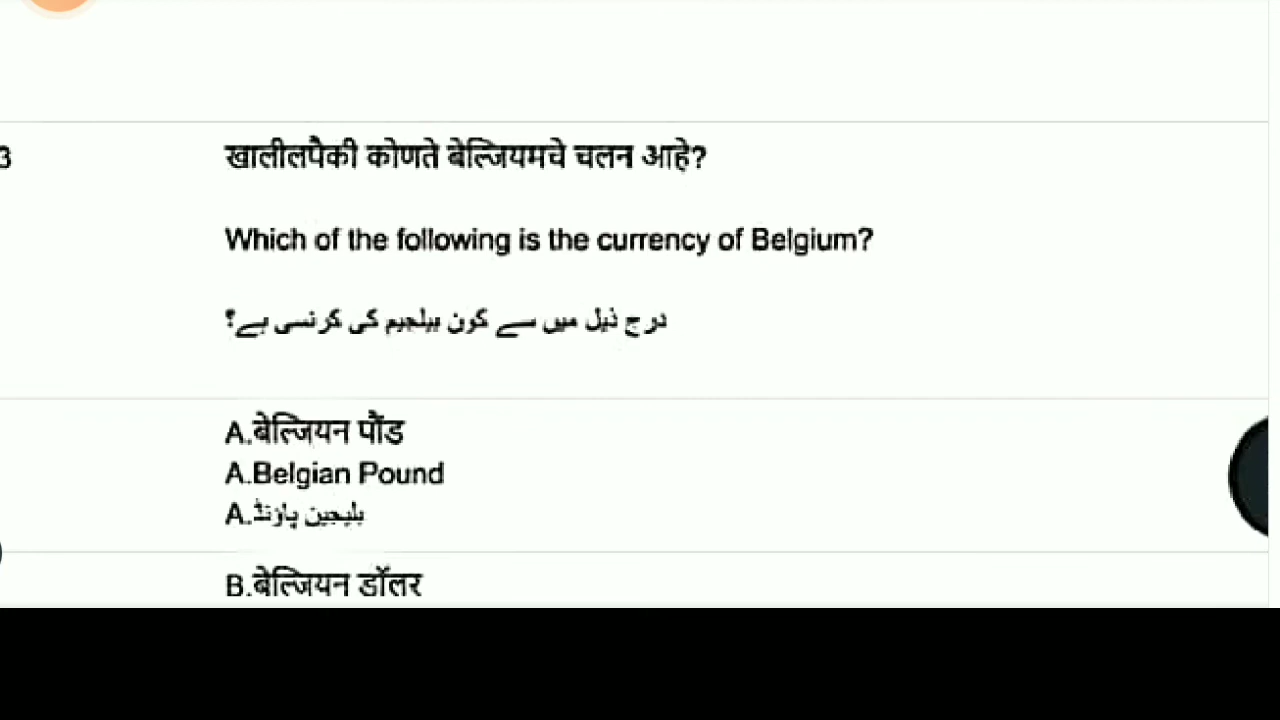 3
खालीलपैकी कोणते बेल्जियमचे चलन आहे?
Which of the following is the currency of Belgium?
درج ذیل میں سے کون بیلجیم کی کرنسی ہے؟
A.बेल्जियन पौंड
A.Belgian Pound
A.بلیجین پاؤنڈ
B.बेल्जियन डॉलर